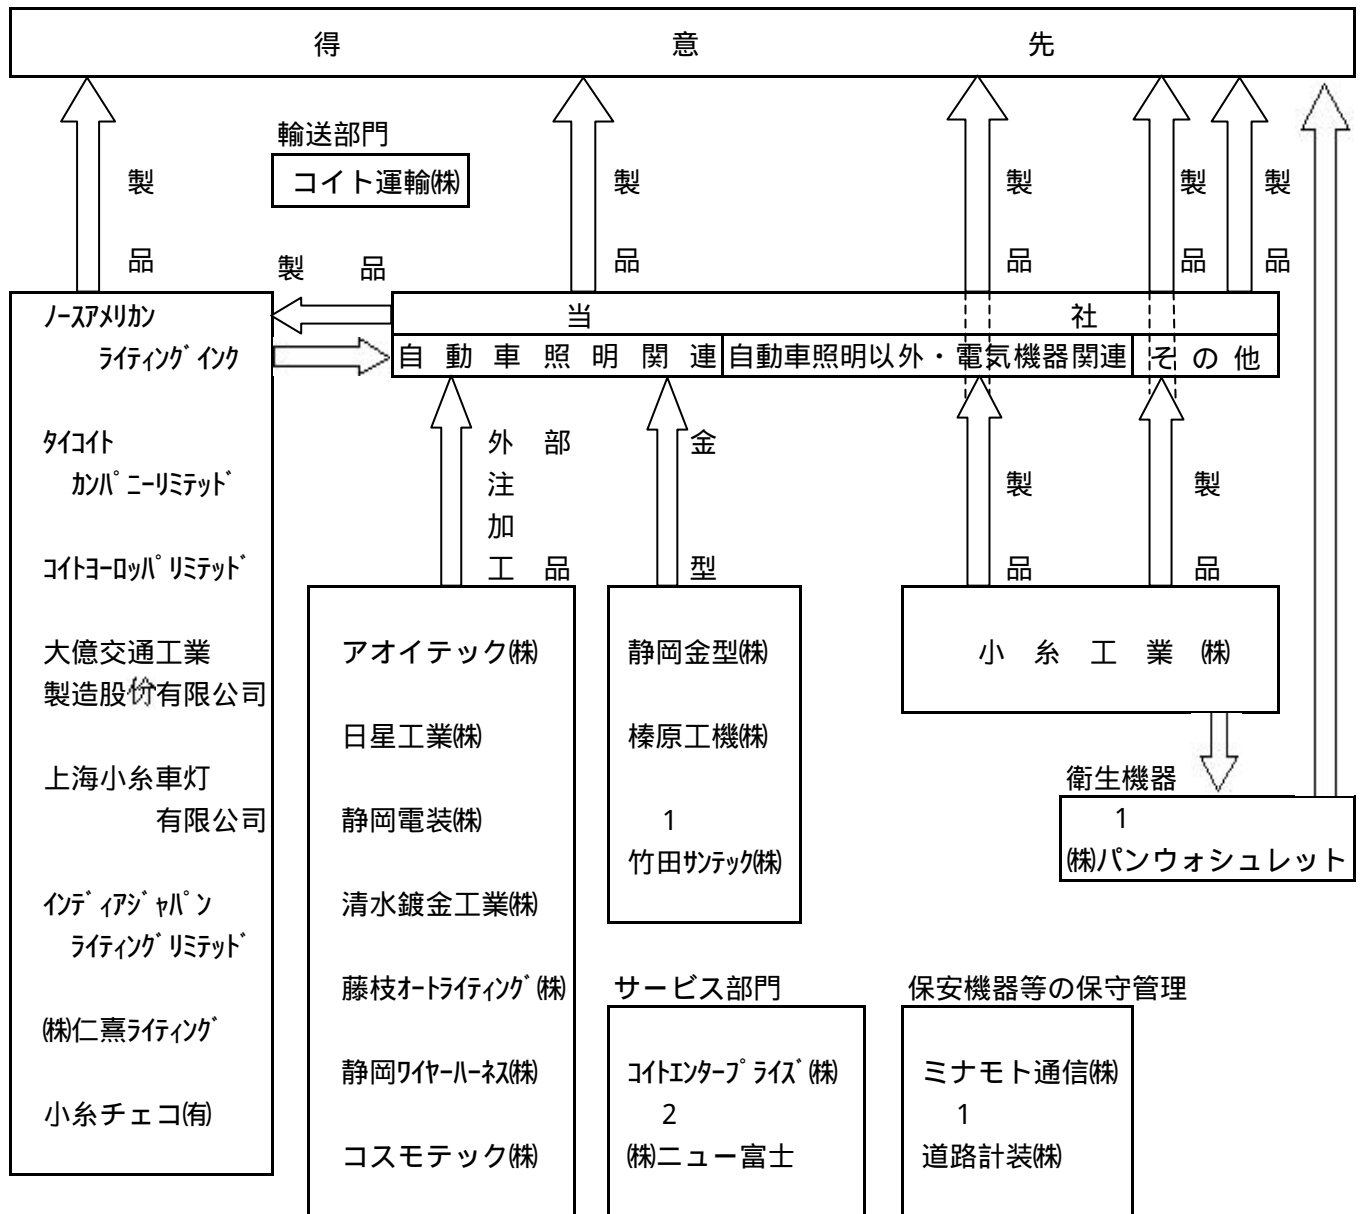 得意先
輸送部門
コイト運輸㈱
製品
製品
製品
製品
製品
製品
当社
自動車照明関連
自動車照明以外・電気機器関連
その他
ﾉｰｽｱﾒﾘｶﾝ
ﾗｲﾃｨﾝｸﾞｲﾝｸ
ﾀｲｺｲﾄ
ｶﾝﾊﾟﾆｰﾘﾐﾃｯﾄﾞ
ｺｲﾄﾖｰﾛｯﾊﾟﾘﾐﾃｯﾄﾞ
大億交通工業
製造股份有限公司
上海小糸車灯
有限公司
ｲﾝﾃﾞｨｱｼﾞｬﾊﾟﾝ
ﾗｲﾃｨﾝｸﾞﾘﾐﾃｯﾄﾞ
㈱仁熹ﾗｲﾃｨﾝｸﾞ
小糸チェコ㈲
外部
注
加
工品
金型
製品
製品
アオイテック㈱
日星工業㈱
静岡電装㈱
清水鍍金工業㈱
藤枝ｵｰﾄﾗｲﾃｨﾝｸﾞ㈱
静岡ﾜｲﾔｰﾊｰﾈｽ㈱
コスモテック㈱
静岡金型㈱
榛原工機㈱
1
竹田ｻﾝﾃｯｸ㈱
小糸工業㈱
衛生機器
1
㈱パンウォシュレット
サービス部門
ｺｲﾄｴﾝﾀｰﾌﾟﾗｲｽﾞ㈱
2
㈱ニュー富士
保安機器等の保守管理
ミナモト通信㈱
1
道路計装㈱